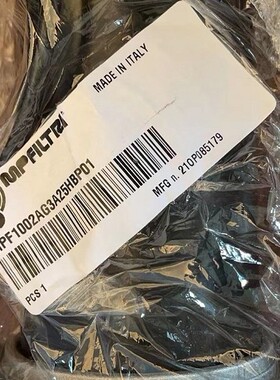 MPFILTRI
MADE IN ITALY
PF1002AG3A25HBP01
MFG n. 210P085179
PCS 1